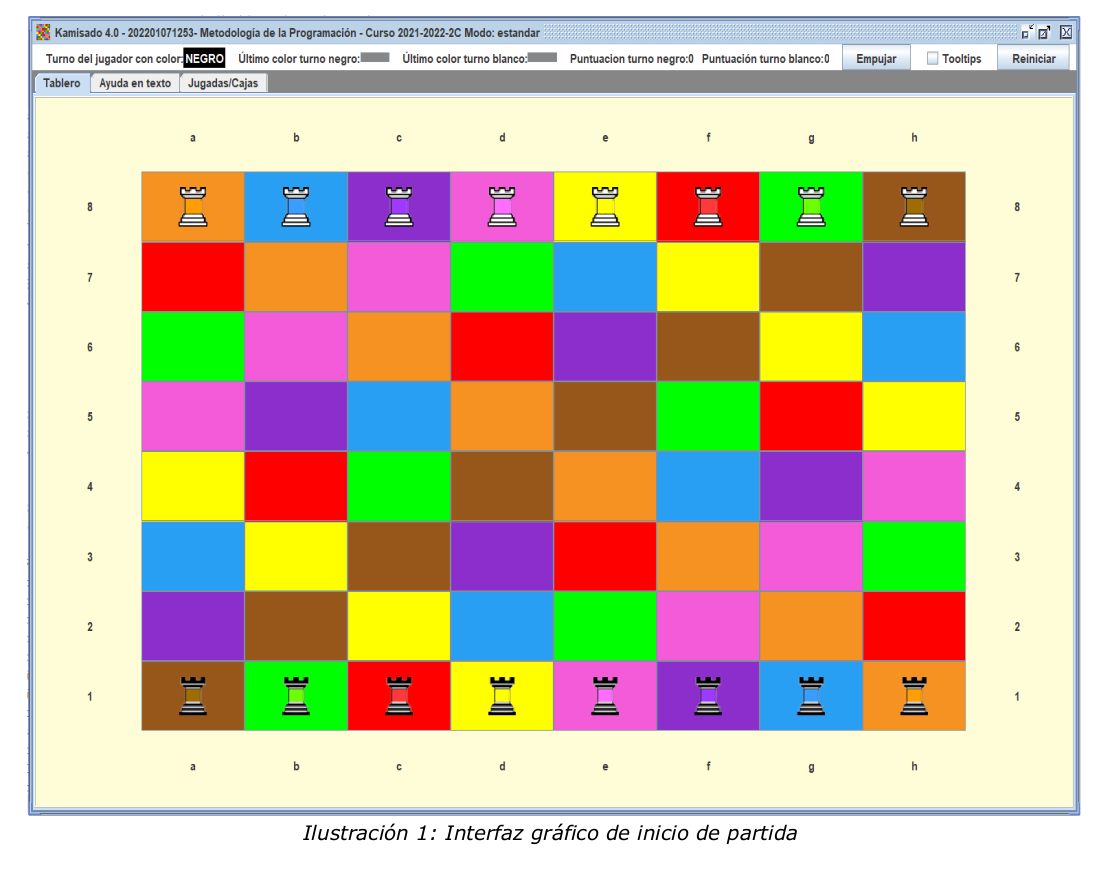 Kamisado 4.0 - 202201071253- Metodología de la Programación - Curso 2021-2022-2C Modo: estandar
Turno del jugador con color: NEGRO Último color turno negro: Último color turno blanco: Puntuacion turno negro:0 Puntuación turno blanco:0 Empujar Tooltips Reiniciar
Tablero Ayuda en texto Jugadas/Cajas
a b c d e f g h
8 8
7 7
6 6
5 5
4 4
3 3
2 2
1 1
a b c d e f g h
Ilustración 1: Interfaz gráfico de inicio de partida